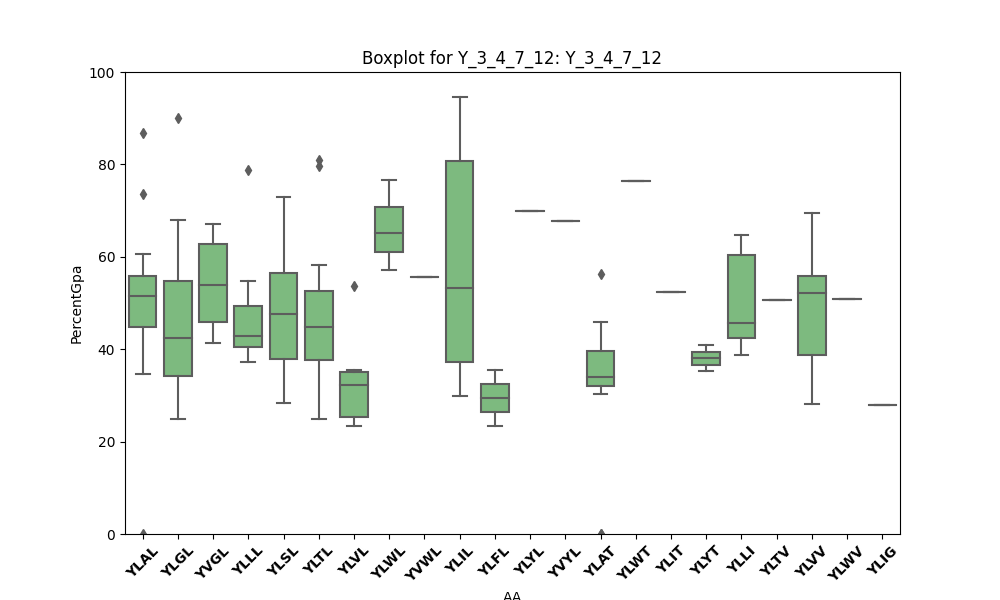 Boxplot for Y_3_4_7_12: Y_3_4_7_12
100
80
60
40
20
0
PercentGpa
YLAL YLGL YVGL YLLL YLSL YLTL YLVL YLWL YVWL YLIL YLFL YLYL YVYL YLAT YLWT YLIT YLYT YLLI YLTV YLVV YLWV YLIG
AA